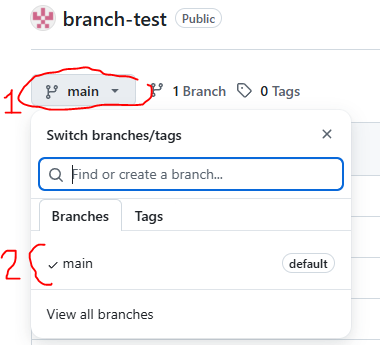 branch-test Public
1 main 1 Branch 0 Tags
Switch branches/tags
Find or create a branch...
Branches Tags
2 main default
View all branches